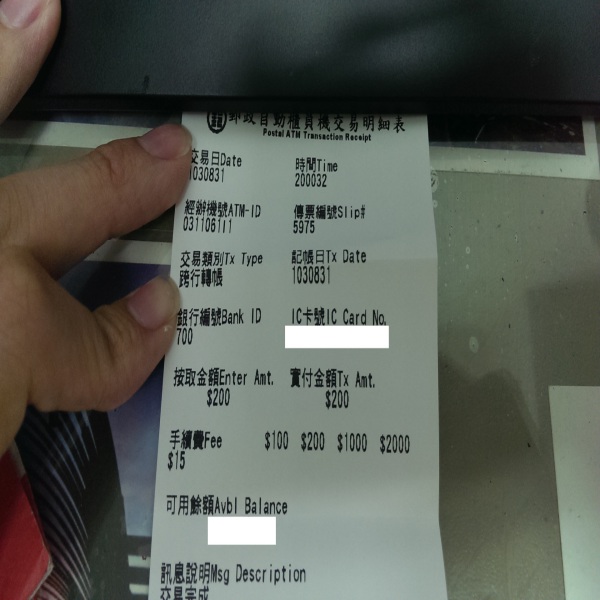 郵政自動櫃員機交易明細表
Postal ATM Transaction Receipt
交易日Date 時間Time
1030831 200032
經辦機號ATM-ID 傳票編號Slip#
031106111 5975
交易類別Tx Type 記帳日Tx Date
跨行轉帳 1030831
銀行編號Bank ID IC卡號IC Card No.
700
按取金額Enter Amt. 實付金額Tx Amt.
$200 $200
手續費Fee $100 $200 $1000 $2000
$15
可用餘額Avbl Balance
訊息說明Msg Description
交易完成